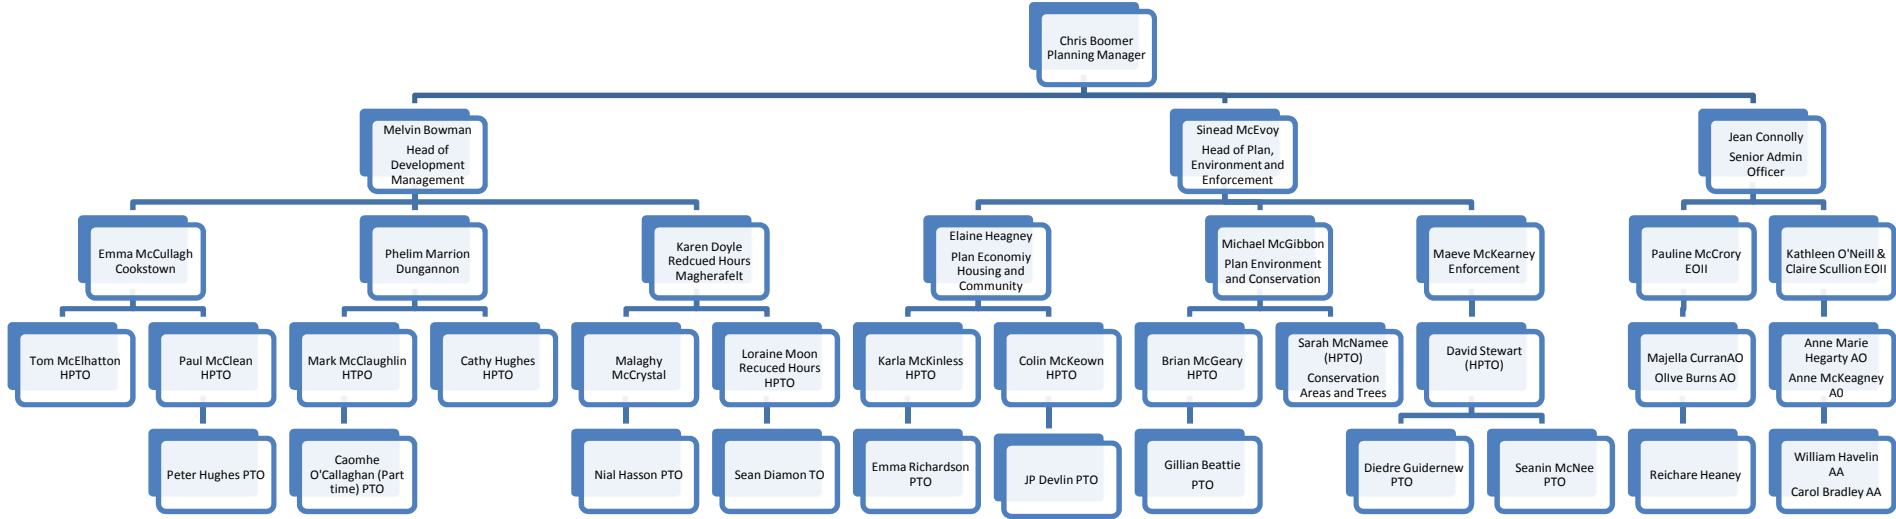 Chris Boomer
Planning Manager
Melvin Bowman
Head of
Development
Management
Sinead McEvoy
Head of Plan,
Environment and
Enforcement
Jean Connolly
Senior Admin
Officer
Emma McCullagh
Cookstown
Phelim Marrion
Dungannon
Karen Doyle
Redcued Hours
Magherafelt
Elaine Heagney
Plan Economiy
Housing and
Community
Michael McGibbon
Plan Environment
and Conservation
Maeve McKearney
Enforcement
Pauline McCrory
EOII
Kathleen O'Neill &
Claire Scullion EOII
Tom McElhatton
HPTO
Paul McClean
HPTO
Mark McClaughlin
HTPO
Cathy Hughes
HPTO
Malaghy
McCrystal
Loraine Moon
Recuced Hours
HPTO
Karla McKinless
HPTO
Colin McKeown
HPTO
Brian McGeary
HPTO
Sarah McNamee
(HPTO)
Conservation
Areas and Trees
David Stewart
(HPTO)
Majella CurranAO
Olive Burns AO
Anne Marie
Hegarty AO
Anne McKeagney
A0
Peter Hughes PTO
Caomhe
O'Callaghan (Part
time) PTO
Nial Hasson PTO
Sean Diamon TO
Emma Richardson
PTO
JP Devlin PTO
Gillian Beattie
PTO
Diedre Guidernew
PTO
Seanin McNee
PTO
Reichare Heaney
William Havelin
AA
Carol Bradley AA